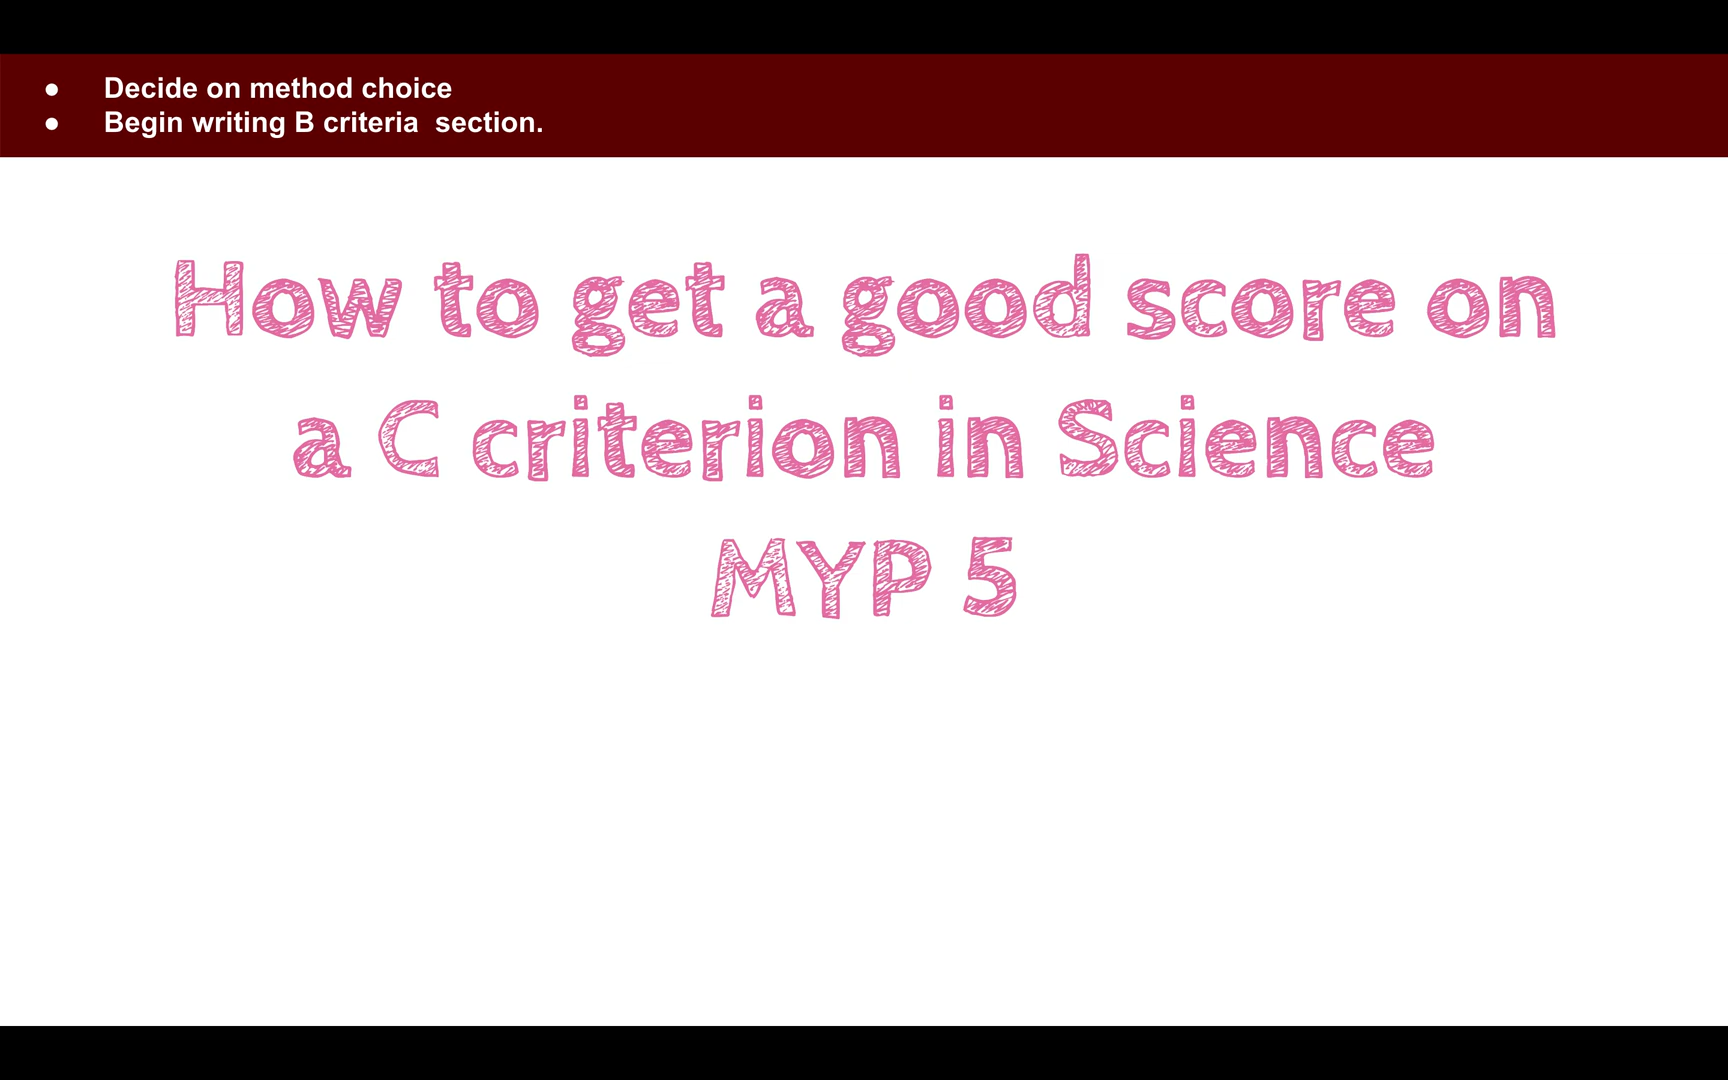 ● Decide on method choice
● Begin writing B criteria  section.
How to get a good score on
a C criterion in Science
MYP 5